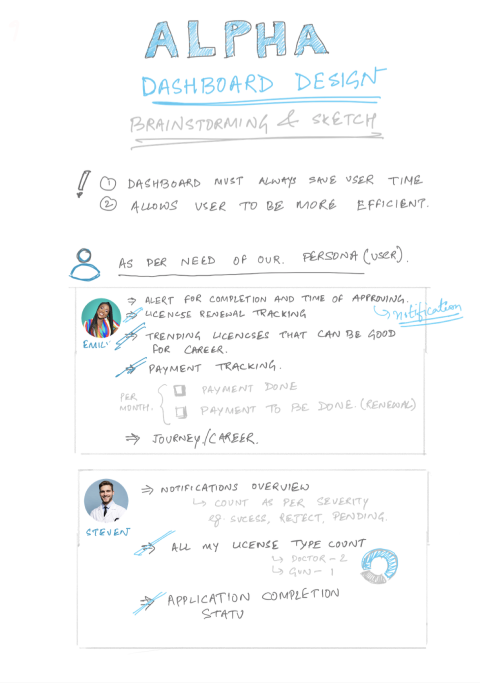 ALPHA
DASHBOARD DESIGN
BRAINSTORMING & SKETCH
! ① DASHBOARD MUST ALWAYS SAVE USER TIME
② ALLOWS USER TO BE MORE EFFICIENT.
AS PER NEED OF OUR. PERSONA (USER).
⇒ ALERT FOR COMPLETION AND TIME OF APPROVING.
↳ notification
⇒ LICENCSE RENEWAL TRACKING
EMILY
⇒ TRENDING LICENCSES THAT CAN BE GOOD
FOR CAREER.
⇒ PAYMENT TRACKING.
PER
MONTH.
PAYMENT DONE
PAYMENT TO BE DONE. (RENEWAL)
⇒ JOURNEY/CAREER.
⇒ NOTIFICATIONS OVERVIEW
↳ COUNT AS PER SEVERITY
eg. SUCESS, REJECT, PENDING.
STEVEN
⇒ ALL MY LICENSE TYPE COUNT
↳ DOCTOR - 2
↳ GUN - 1
⇒ APPLICATION COMPLETION
STATU